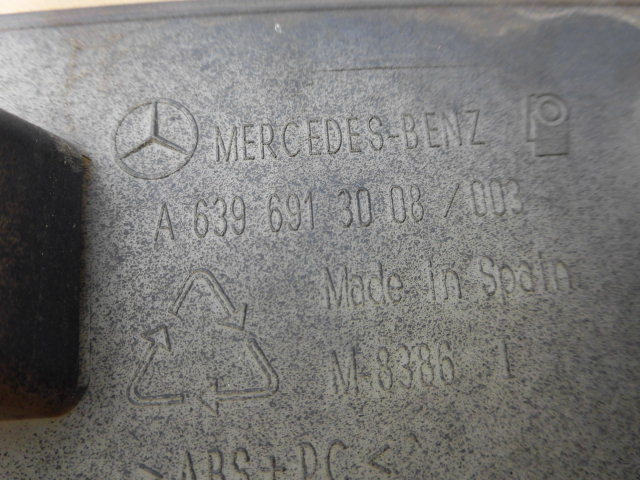 MERCEDES-BENZ
A 639 691 30 08 / 003
Made in Spain
M-8386 1
>ABS+PC<